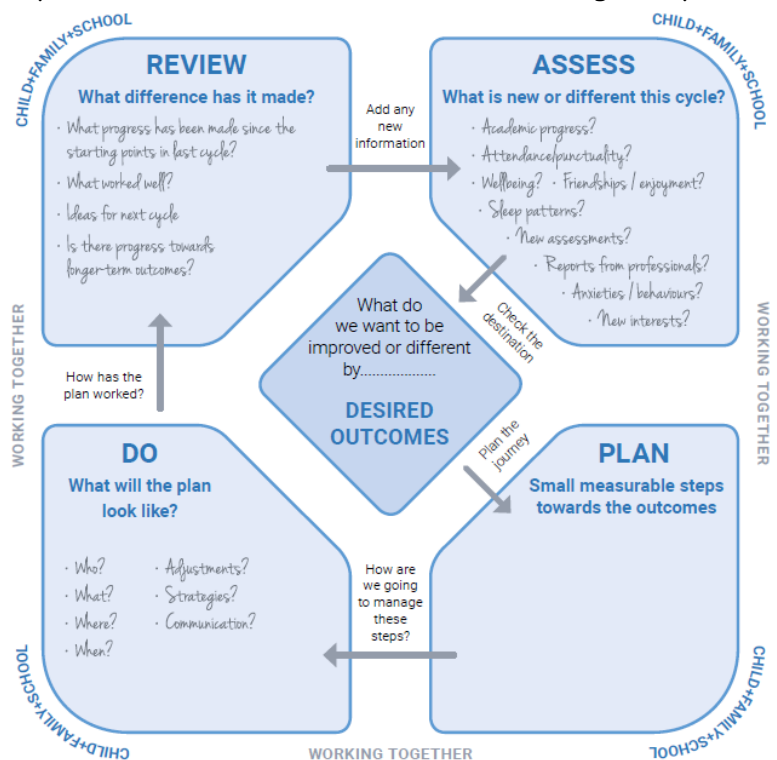 CHILD+FAMILY+SCHOOL
REVIEW
What difference has it made?
· What progress has been made since the
starting points in last cycle?
· What worked well?
· Ideas for next cycle
· Is there progress towards
longer-term outcomes?
Add any
new
information
CHILD+FAMILY+SCHOOL
ASSESS
What is new or different this cycle?
· Academic progress?
· Attendance/punctuality?
· Wellbeing? · Friendships / enjoyment?
· Sleep patterns?
· New assessments?
· Reports from professionals?
· Anxieties / behaviours?
· New interests?
Check the
destination
What do
we want to be
improved or different
by...................
DESIRED
OUTCOMES
Plan the
journey
WORKING TOGETHER
WORKING TOGETHER
How has the
plan worked?
DO
What will the plan
look like?
· Who?
· What?
· Where?
· When?
· Adjustments?
· Strategies?
· Communication?
How are
we going
to manage
these
steps?
PLAN
Small measurable steps
towards the outcomes
CHILD+FAMILY+SCHOOL
WORKING TOGETHER
CHILD+FAMILY+SCHOOL